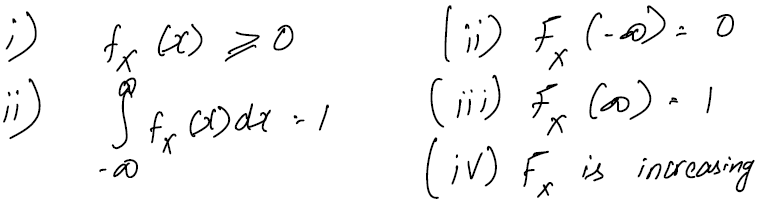 i) f_X (x) ≥ 0
ii) ∫_{-∞}^{∞} f_X (x) dx = 1
(ii) F_X (-∞) = 0
(iii) F_X (∞) = 1
(iv) F_X is increasing